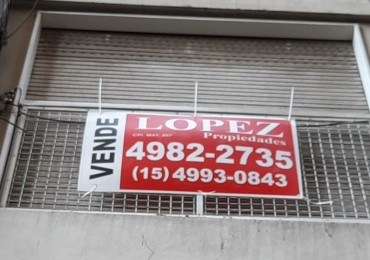 VENDE
LOPEZ
Propiedades
4982-2735
(15) 4993-0843